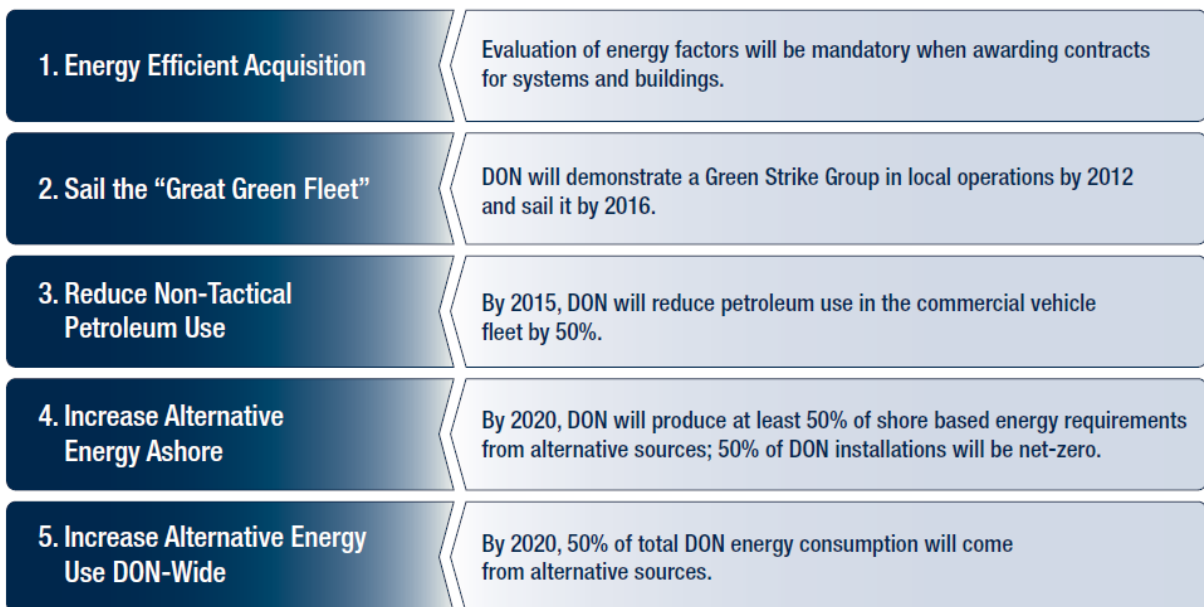 1. Energy Efficient Acquisition
Evaluation of energy factors will be mandatory when awarding contracts
for systems and buildings.
2. Sail the “Great Green Fleet”
DON will demonstrate a Green Strike Group in local operations by 2012
and sail it by 2016.
3. Reduce Non-Tactical
Petroleum Use
By 2015, DON will reduce petroleum use in the commercial vehicle
fleet by 50%.
4. Increase Alternative
Energy Ashore
By 2020, DON will produce at least 50% of shore based energy requirements
from alternative sources; 50% of DON installations will be net-zero.
5. Increase Alternative Energy
Use DON-Wide
By 2020, 50% of total DON energy consumption will come
from alternative sources.